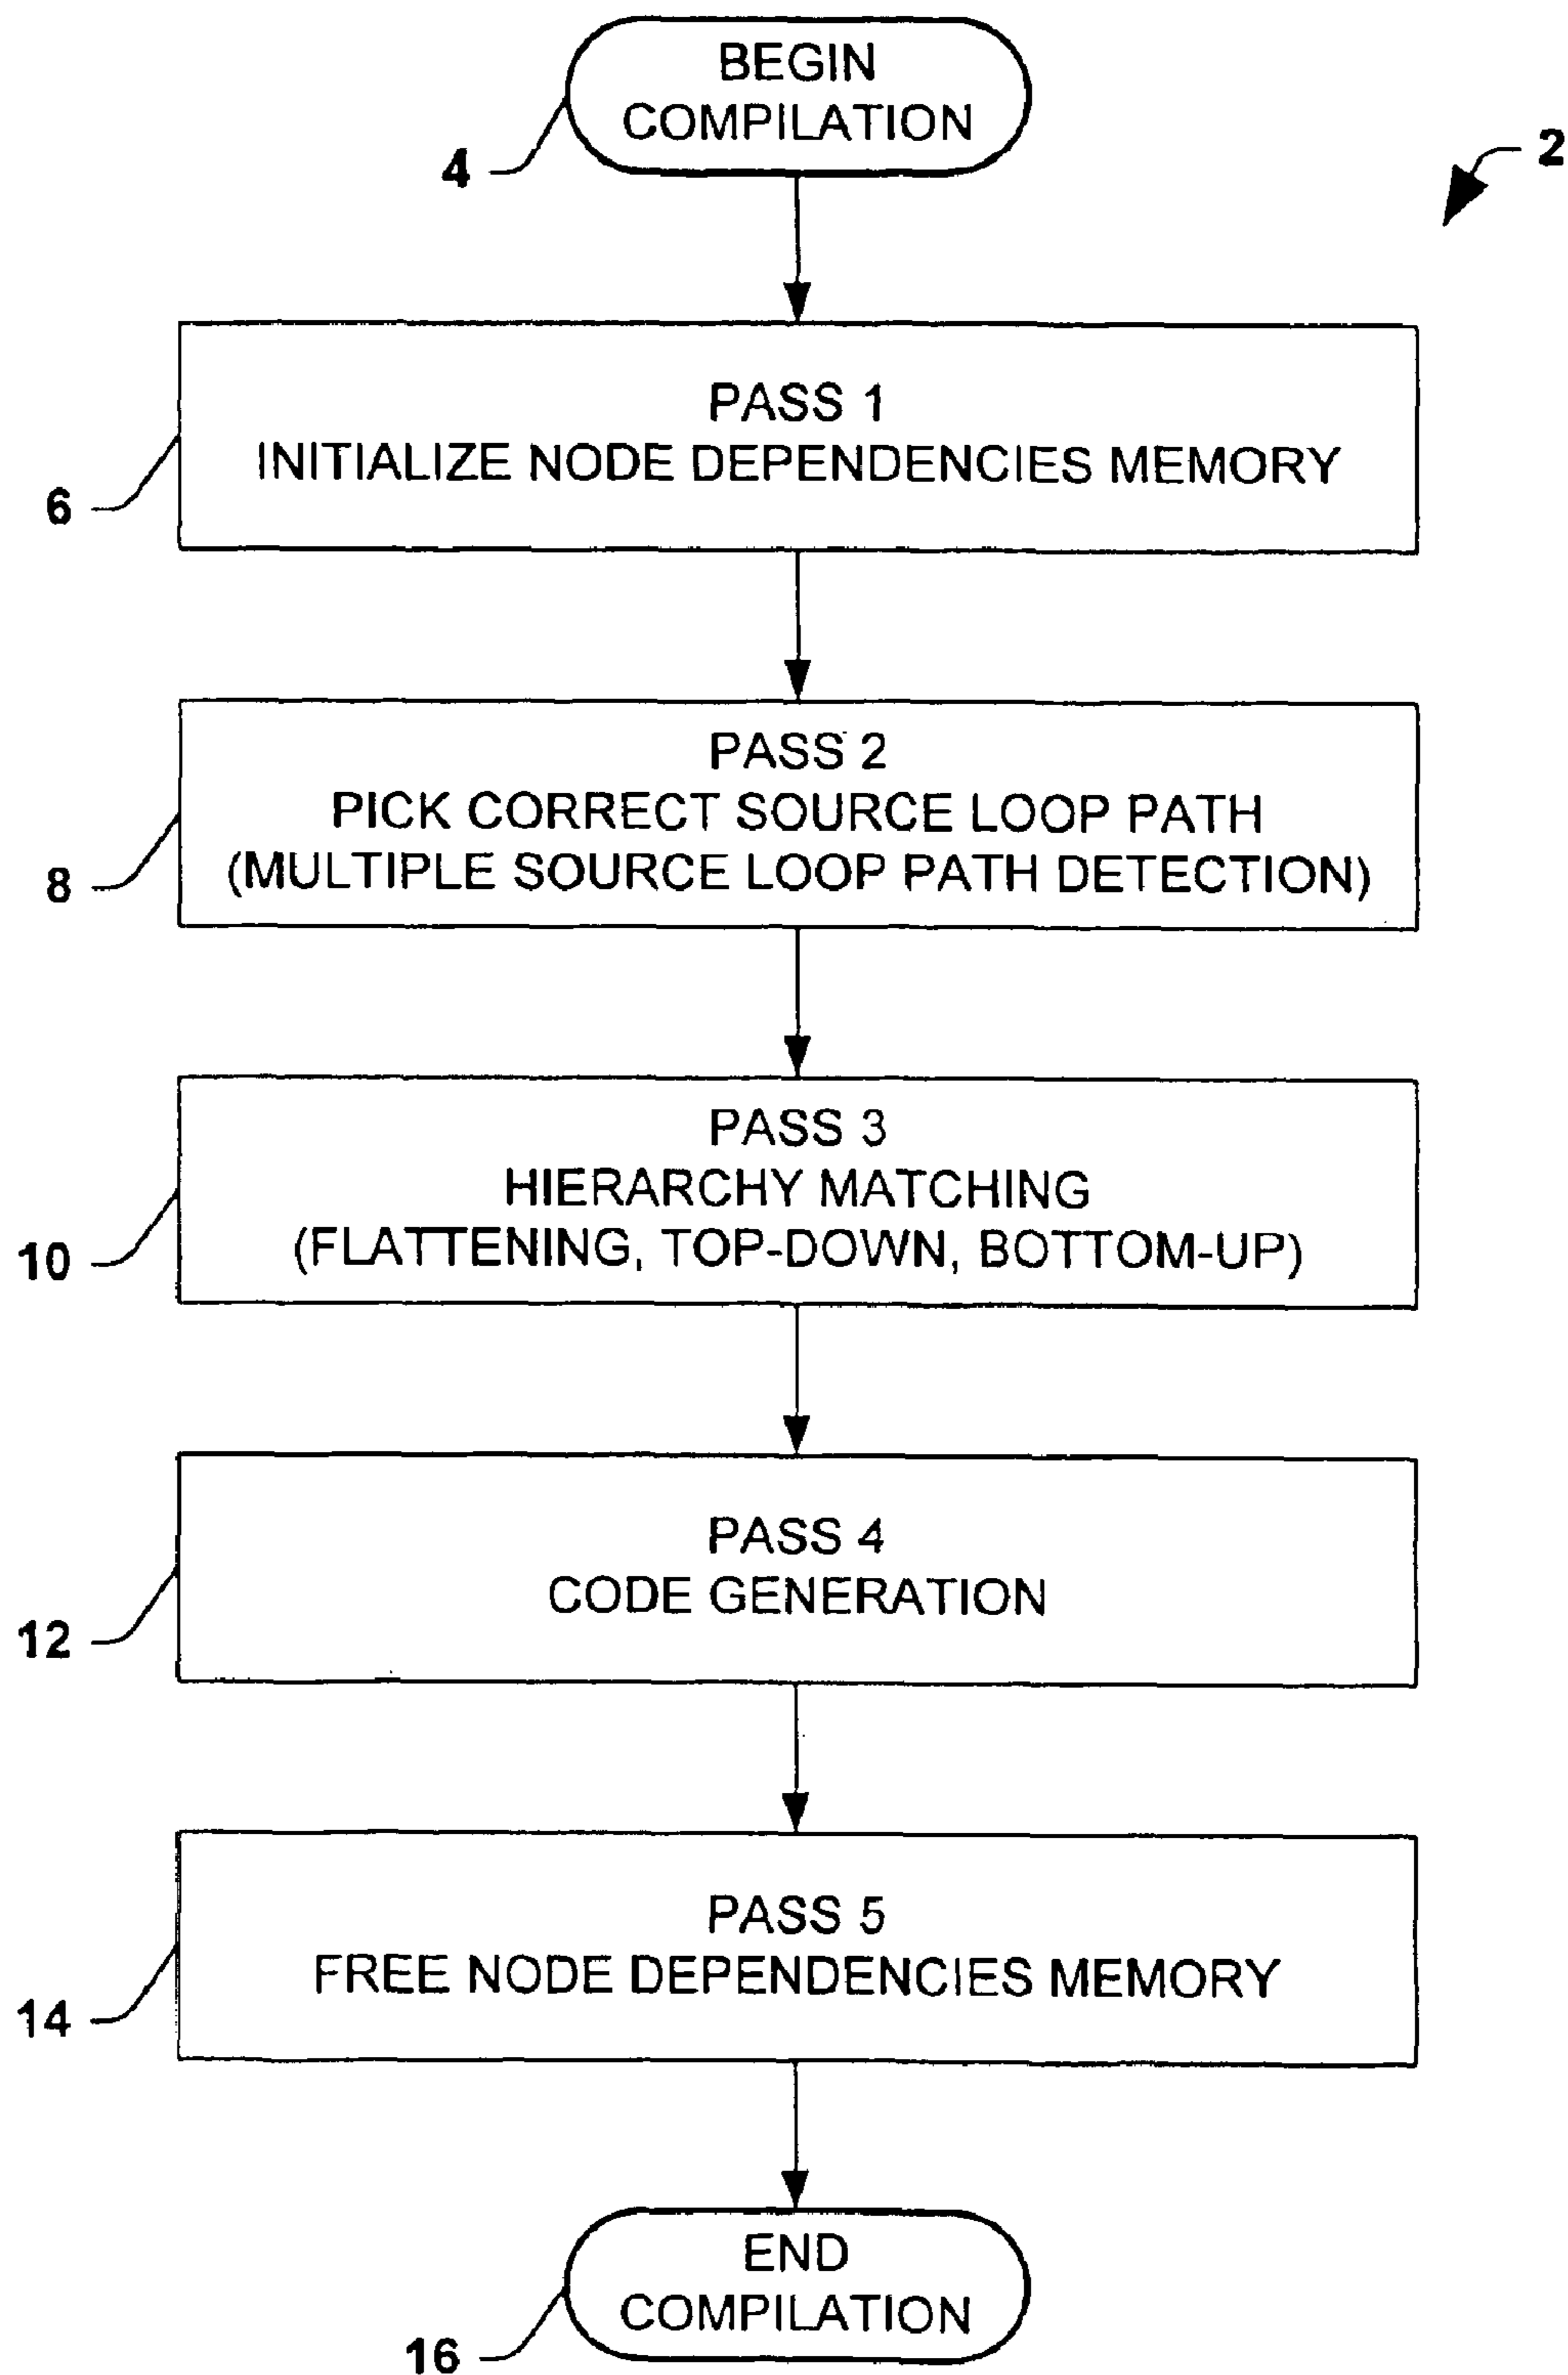 BEGIN
COMPILATION
4
2
PASS 1
INITIALIZE NODE DEPENDENCIES MEMORY
6
PASS 2
PICK CORRECT SOURCE LOOP PATH
(MULTIPLE SOURCE LOOP PATH DETECTION)
8
PASS 3
HIERARCHY MATCHING
(FLATTENING, TOP-DOWN, BOTTOM-UP)
10
PASS 4
CODE GENERATION
12
PASS 5
FREE NODE DEPENDENCIES MEMORY
14
END
COMPILATION
16